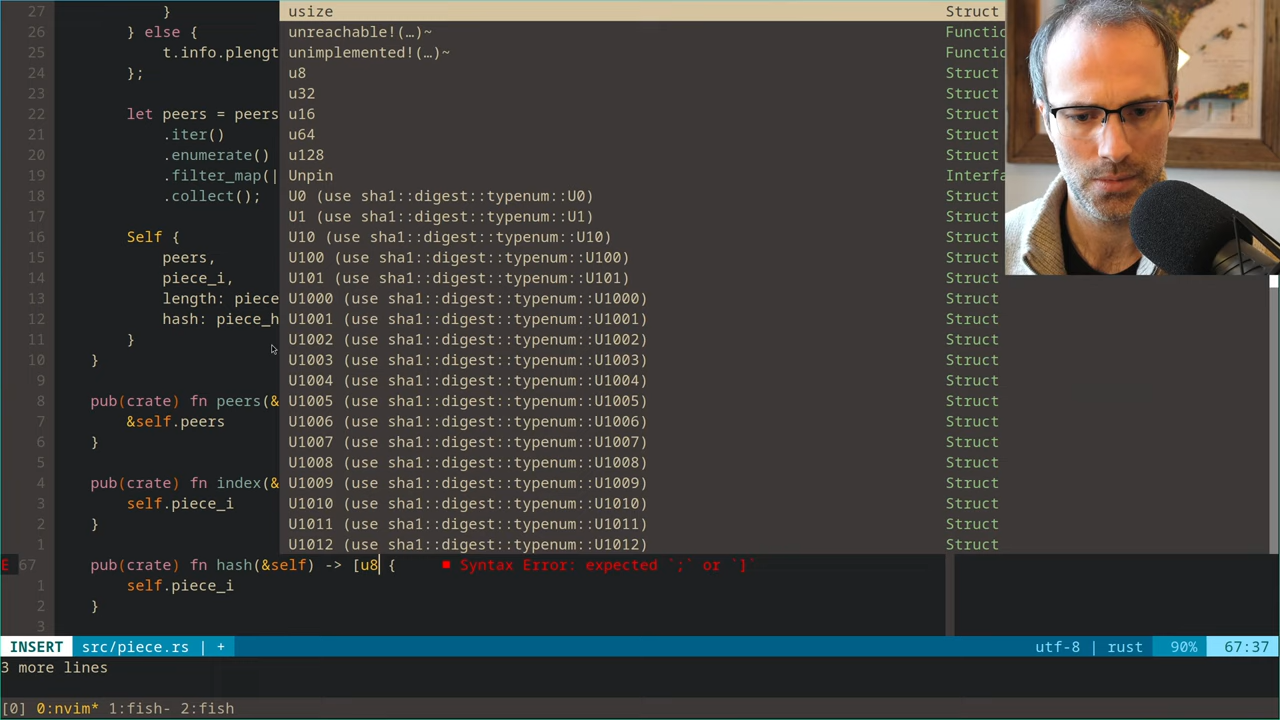 27 }
26 } else {
25 t.info.plengt
24 };
23
22 let peers = peers
21 .iter()
20 .enumerate()
19 .filter_map(|
18 .collect();
17
16 Self {
15 peers,
14 piece_i,
13 length: piece
12 hash: piece_h
11 }
10 }
9
8 pub(crate) fn peers(&
7 &self.peers
6 }
5
4 pub(crate) fn index(&
3 self.piece_i
2 }
1
E 67 pub(crate) fn hash(&self) -> [u8 { ■ Syntax Error: expected `;` or `]`
1 self.piece_i
2 }
3
usize Struct
unreachable!(…)~ Functio
unimplemented!(…)~ Functio
u8 Struct
u32 Struct
u16 Struct
u64 Struct
u128 Struct
Unpin Interfa
U0 (use sha1::digest::typenum::U0) Struct
U1 (use sha1::digest::typenum::U1) Struct
U10 (use sha1::digest::typenum::U10) Struct
U100 (use sha1::digest::typenum::U100) Struct
U101 (use sha1::digest::typenum::U101) Struct
U1000 (use sha1::digest::typenum::U1000) Struct
U1001 (use sha1::digest::typenum::U1001) Struct
U1002 (use sha1::digest::typenum::U1002) Struct
U1003 (use sha1::digest::typenum::U1003) Struct
U1004 (use sha1::digest::typenum::U1004) Struct
U1005 (use sha1::digest::typenum::U1005) Struct
U1006 (use sha1::digest::typenum::U1006) Struct
U1007 (use sha1::digest::typenum::U1007) Struct
U1008 (use sha1::digest::typenum::U1008) Struct
U1009 (use sha1::digest::typenum::U1009) Struct
U1010 (use sha1::digest::typenum::U1010) Struct
U1011 (use sha1::digest::typenum::U1011) Struct
U1012 (use sha1::digest::typenum::U1012) Struct
INSERT src/piece.rs | + utf-8 | rust 90% 67:37
3 more lines
[0] 0:nvim* 1:fish- 2:fish